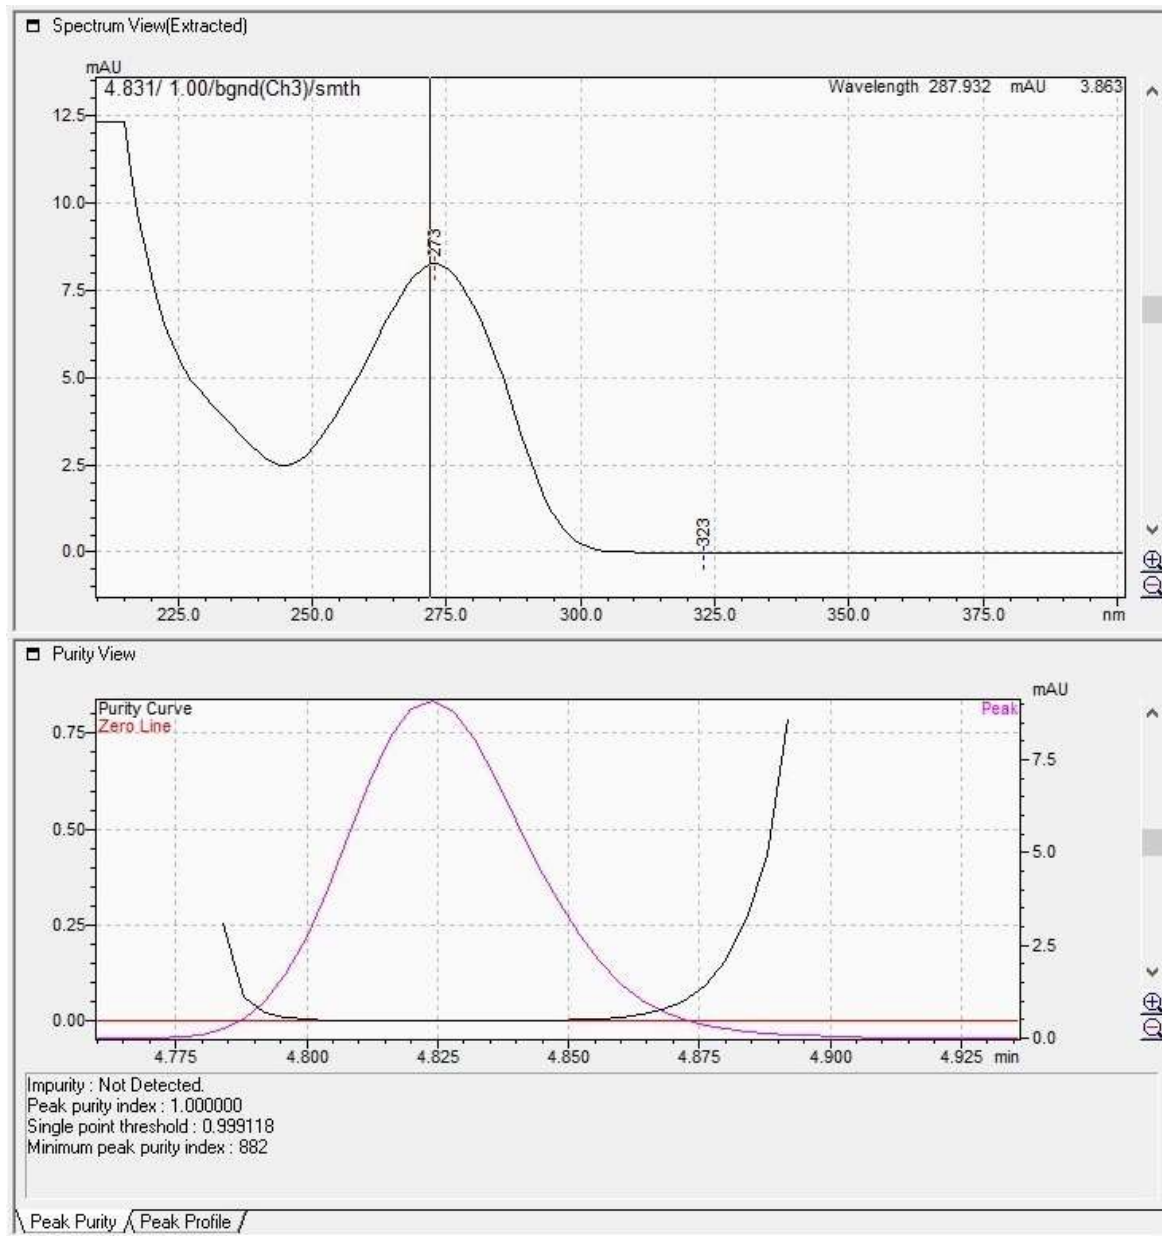 Spectrum View(Extracted)
mAU
4.831/ 1.00/bgnd(Ch3)/smth
Wavelength 287.932 mAU 3.863
12.5
10.0
7.5
5.0
2.5
0.0
273
323
225.0 250.0 275.0 300.0 325.0 350.0 375.0 nm
Purity View
mAU
Purity Curve
Peak
Zero Line
0.75
0.50
0.25
0.00
7.5
5.0
2.5
0.0
4.775 4.800 4.825 4.850 4.875 4.900 4.925 min
Impurity : Not Detected.
Peak purity index : 1.000000
Single point threshold : 0.999118
Minimum peak purity index : 882
Peak Purity Peak Profile